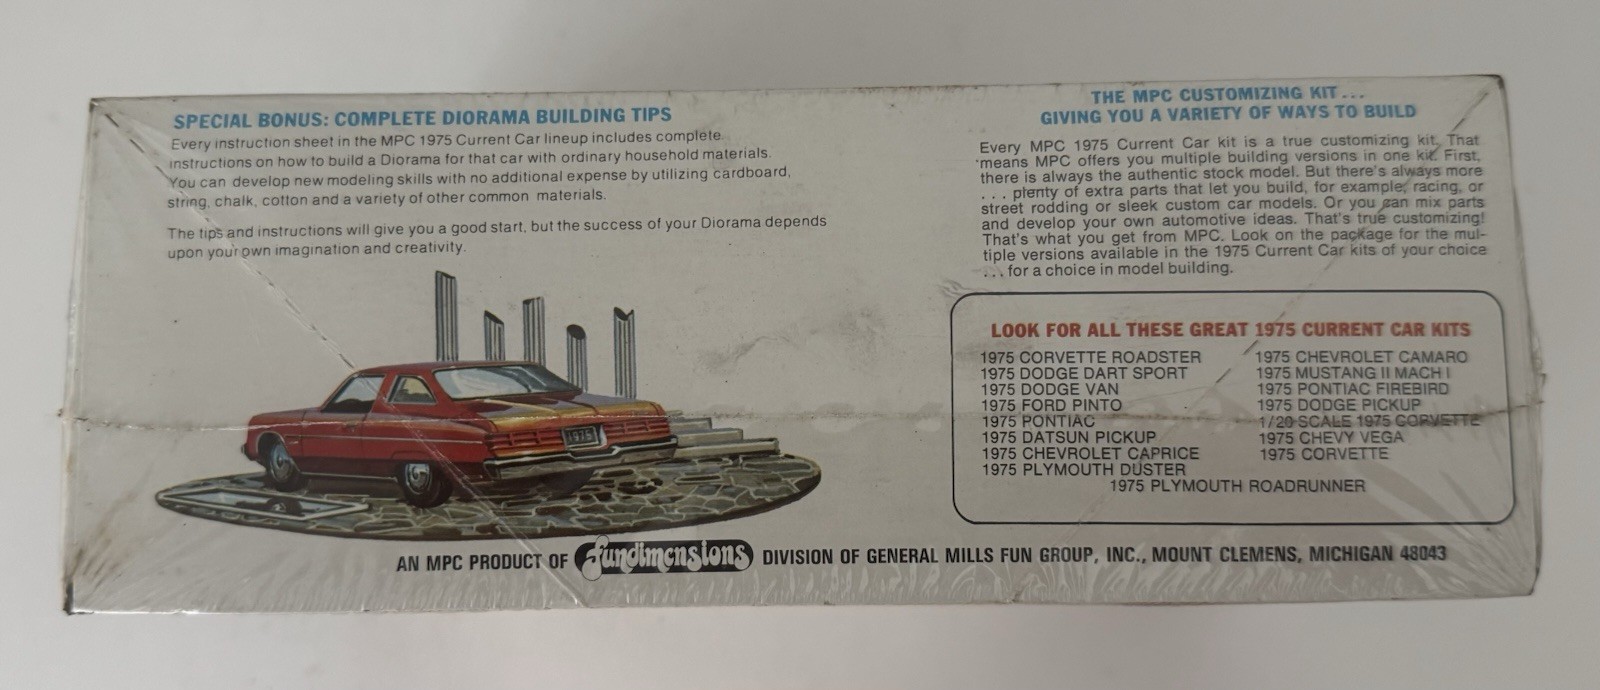 SPECIAL BONUS: COMPLETE DIORAMA BUILDING TIPS
Every instruction sheet in the MPC 1975 Current Car lineup includes complete
instructions on how to build a Diorama for that car with ordinary household materials.
You can develop new modeling skills with no additional expense by utilizing cardboard,
string, chalk, cotton and a variety of other common materials.
The tips and instructions will give you a good start, but the success of your Diorama depends
upon your own imagination and creativity.
1975
THE MPC CUSTOMIZING KIT...
GIVING YOU A VARIETY OF WAYS TO BUILD
Every MPC 1975 Current Car kit is a true customizing kit. That
means MPC offers you multiple building versions in one kit. First,
there is always the authentic stock model. But there's always more
... plenty of extra parts that let you build, for example, racing, or
street rodding or sleek custom car models. Or you can mix parts
and develop your own automotive ideas. That's true customizing!
That's what you get from MPC. Look on the package for the mul-
tiple versions available in the 1975 Current Car kits of your choice
... for a choice in model building.
LOOK FOR ALL THESE GREAT 1975 CURRENT CAR KITS
1975 CORVETTE ROADSTER
1975 DODGE DART SPORT
1975 DODGE VAN
1975 FORD PINTO
1975 PONTIAC
1975 DATSUN PICKUP
1975 CHEVROLET CAPRICE
1975 PLYMOUTH DUSTER
1975 CHEVROLET CAMARO
1975 MUSTANG II MACH I
1975 PONTIAC FIREBIRD
1975 DODGE PICKUP
1/20 SCALE 1975 CORVETTE
1975 CHEVY VEGA
1975 CORVETTE
1975 PLYMOUTH ROADRUNNER
AN MPC PRODUCT OF fundimensions DIVISION OF GENERAL MILLS FUN GROUP, INC., MOUNT CLEMENS, MICHIGAN 48043